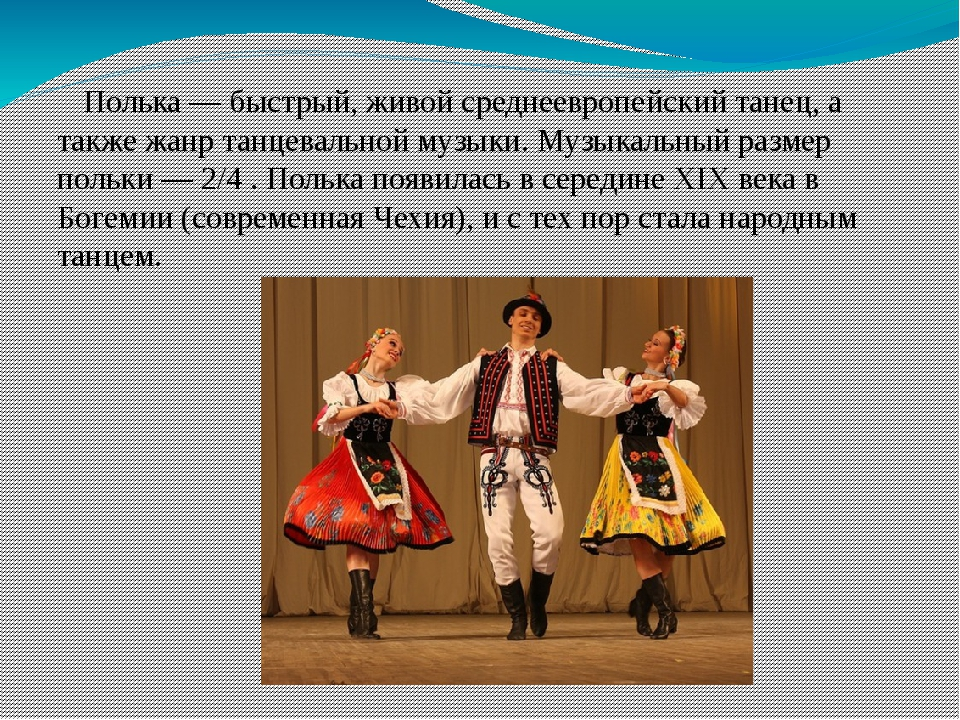 Полька — быстрый, живой среднеевропейский танец, а
также жанр танцевальной музыки. Музыкальный размер
польки — 2/4 . Полька появилась в середине XIX века в
Богемии (современная Чехия), и с тех пор стала народным
танцем.